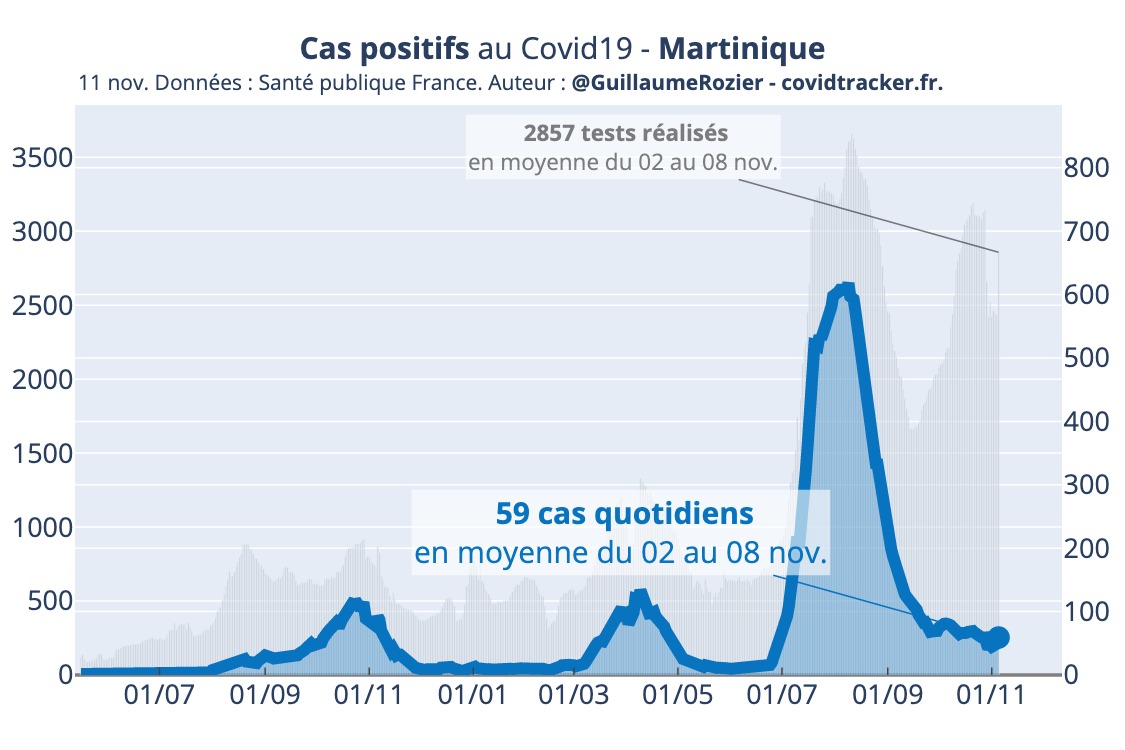 Cas positifs au Covid19 - Martinique
11 nov. Données : Santé publique France. Auteur : @GuillaumeRozier - covidtracker.fr.
2857 tests réalisés
en moyenne du 02 au 08 nov.
3500
3000
2500
2000
1500
1000
500
0
800
700
600
500
400
300
200
100
0
59 cas quotidiens
en moyenne du 02 au 08 nov.
01/07 01/09 01/11 01/01 01/03 01/05 01/07 01/09 01/11